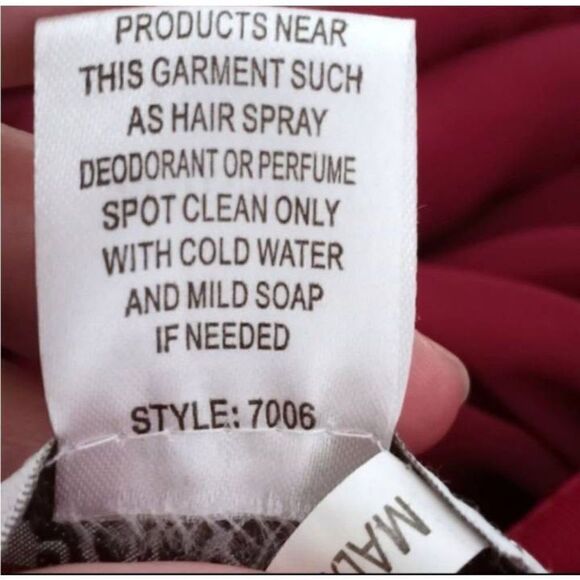 PRODUCTS NEAR
THIS GARMENT SUCH
AS HAIR SPRAY
DEODORANT OR PERFUME
SPOT CLEAN ONLY
WITH COLD WATER
AND MILD SOAP
IF NEEDED
STYLE: 7006